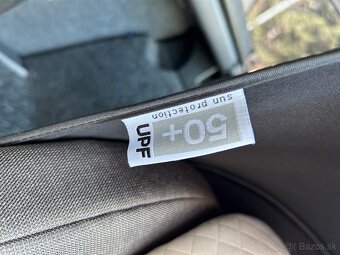 UPF
50+
sun protection
Bazos.sk